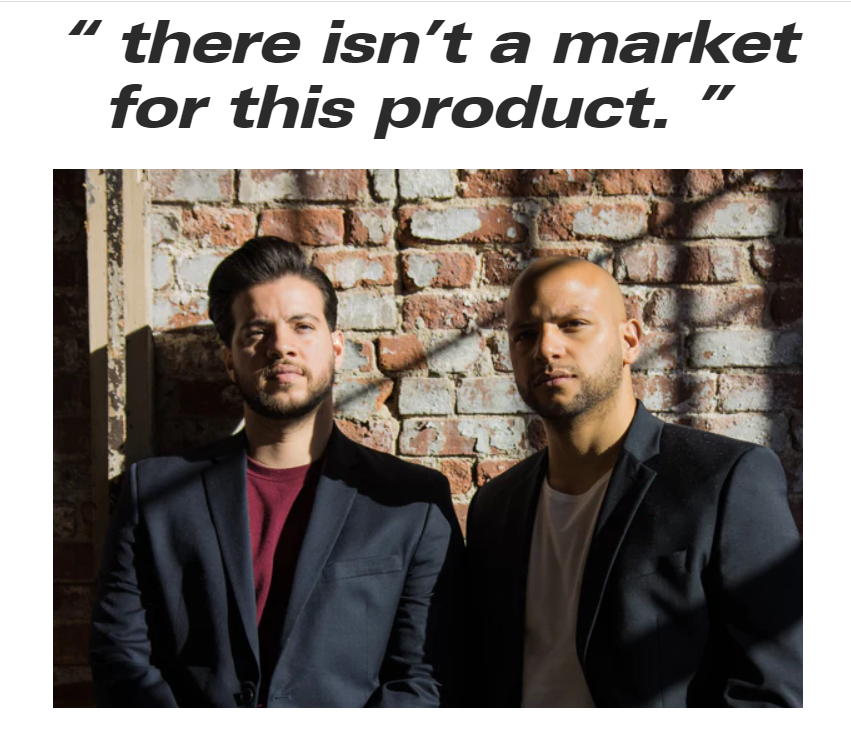 “ there isn’t a market
for this product. ”